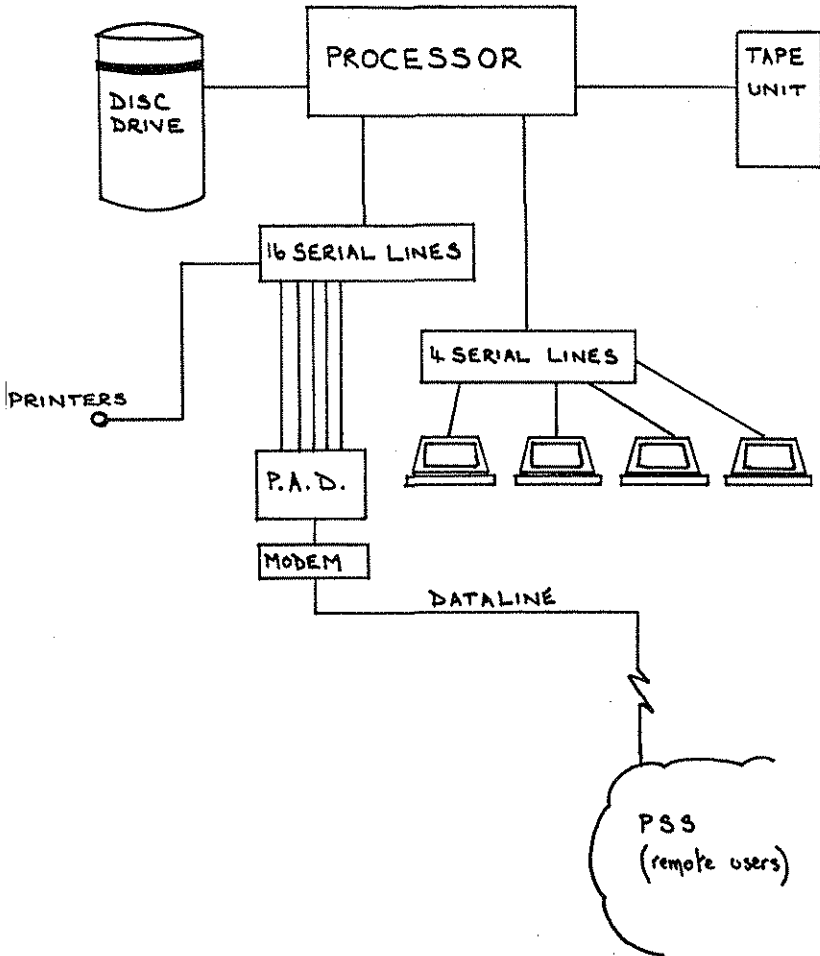 PROCESSOR
DISC
DRIVE
TAPE
UNIT
16 SERIAL LINES
4 SERIAL LINES
PRINTERS
P.A.D.
MODEM
DATALINE
PSS
(remote users)